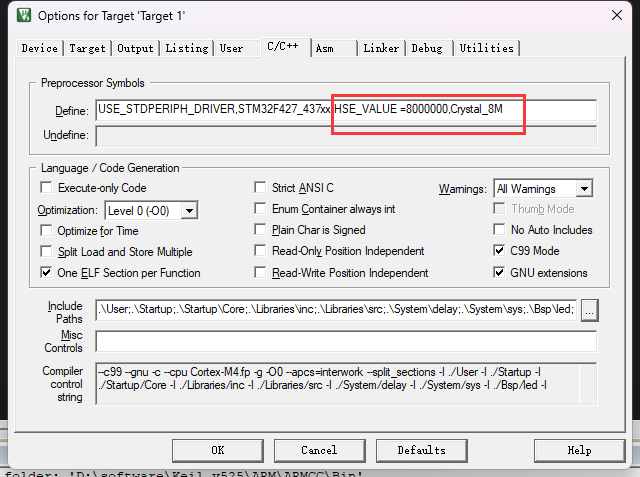 Options for Target 'Target 1'
Device Target Output Listing User C/C++ Asm Linker Debug Utilities
Preprocessor Symbols
Define: USE_STDPERIPH_DRIVER,STM32F427_437xx,HSE_VALUE =8000000,Crystal_8M
Undefine:
Language / Code Generation
Execute-only Code
Strict ANSI C
Warnings: All Warnings
Optimization: Level 0 (-O0)
Enum Container always int
Thumb Mode
Optimize for Time
Plain Char is Signed
No Auto Includes
Split Load and Store Multiple
Read-Only Position Independent
C99 Mode
One ELF Section per Function
Read-Write Position Independent
GNU extensions
Include
Paths
.\User;.\Startup;.\Startup\Core;.\Libraries\inc;.\Libraries\src;.\System\delay;.\System\sys;.\Bsp\led;
...
Misc
Controls
Compiler
control
string
--c99 --gnu -c --cpu Cortex-M4.fp -g -O0 --apcs=interwork --split_sections -I ./User -I ./Startup -I
./Startup/Core -I ./Libraries/inc -I ./Libraries/src -I ./System/delay -I ./System/sys -I ./Bsp/led -I
OK Cancel Defaults Help
folder: 'D:\software\Keil_v525\ARM\ARMCC\Bin'